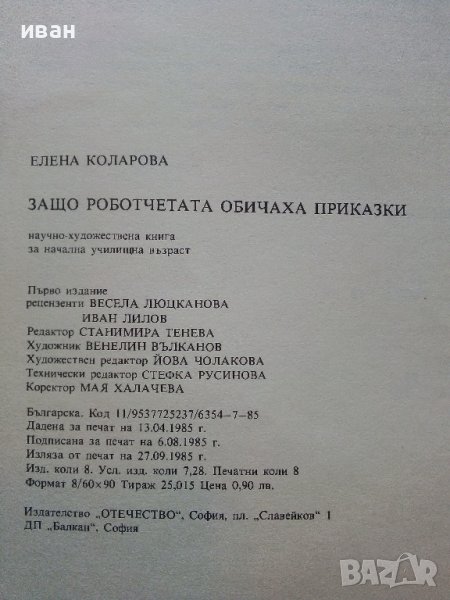 иван
ЕЛЕНА КОЛАРОВА
ЗАЩО РОБОТЧЕТАТА ОБИЧАХА ПРИКАЗКИ
научно-художествена книга
за начална училищна възраст
Първо издание
рецензенти ВЕСЕЛА ЛЮЦКАНОВА
ИВАН ЛИЛОВ
Редактор СТАНИМИРА ТЕНЕВА
Художник ВЕНЕЛИН ВЪЛКАНОВ
Художествен редактор ЙОВА ЧОЛАКОВА
Технически редактор СТЕФКА РУСИНОВА
Коректор МАЯ ХАЛАЧЕВА
Българска. Код 11/9537725237/6354-7-85
Дадена за печат на 13.04.1985 г.
Подписана за печат на 6.08.1985 г.
Излязла от печат на 27.09.1985 г.
Изд. коли 8. Усл. изд. коли 7,28. Печатни коли 8
Формат 8/60×90 Тираж 25,015 Цена 0,90 лв.
Издателство „ОТЕЧЕСТВО", София, пл. „Славейков" 1
ДП „Балкан", София
BAZAR
.bg